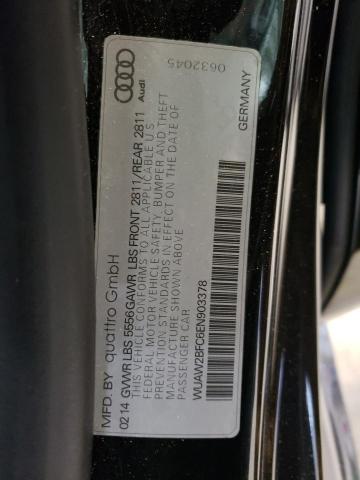 MFD. BY quattro GmbH
02 14 GVWR LBS 5556GAWR LBS FRONT 2811/REAR 2811
THIS VEHICLE CONFORMS TO ALL APPLICABLE U S
FEDERAL MOTOR VEHICLE SAFETY, BUMPER AND THEFT
PREVENTION STANDARDS IN EFFECT ON THE DATE OF
MANUFACTURE SHOWN ABOVE
PASSENGER CAR
WUAW2BFC6EN903378
GERMANY
Audi
0632045